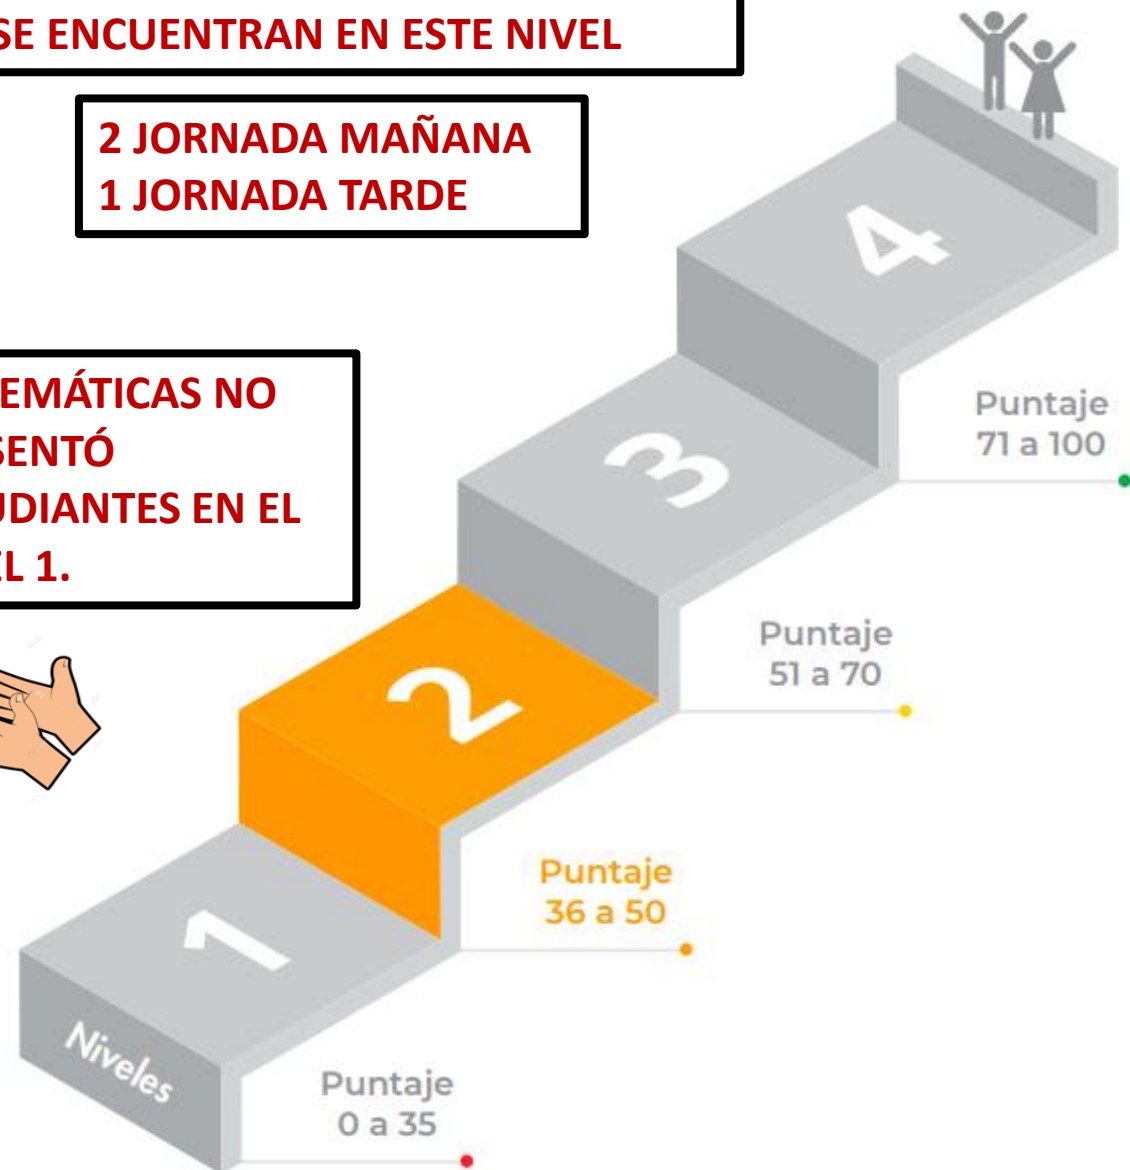 SE ENCUENTRAN EN ESTE NIVEL
2 JORNADA MAÑANA
1 JORNADA TARDE
EMÁTICAS NO
SENTÓ
UDIANTES EN EL
EL 1.
4
Puntaje
71 a 100
3
Puntaje
51 a 70
2
Puntaje
36 a 50
1
Niveles
Puntaje
0 a 35